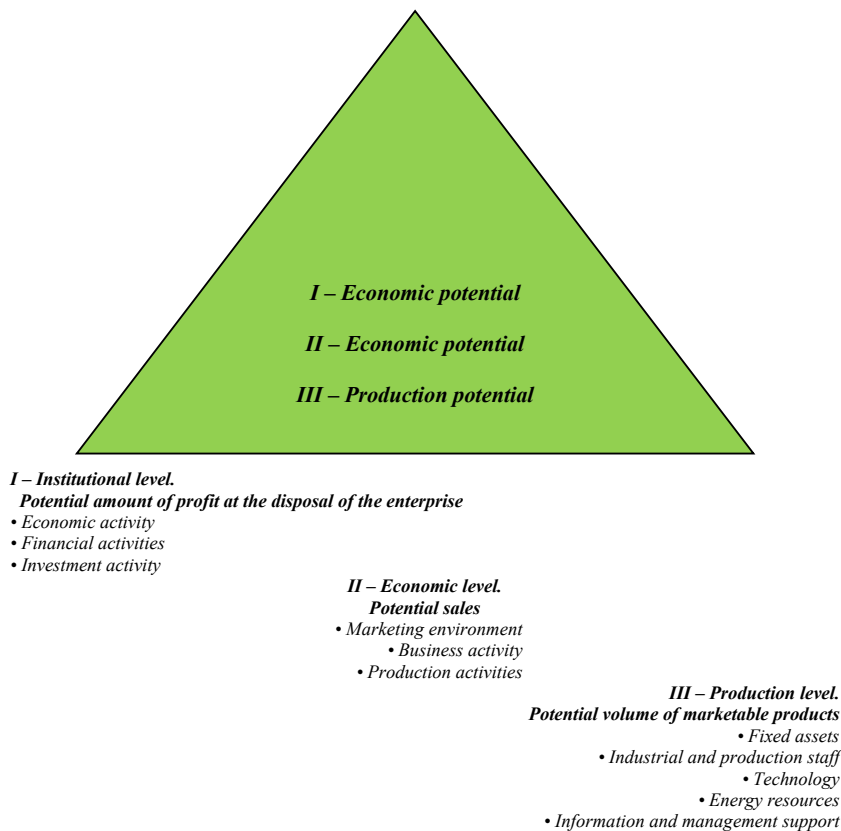 I – Economic potential
II – Economic potential
III – Production potential
I – Institutional level.
Potential amount of profit at the disposal of the enterprise
• Economic activity
• Financial activities
• Investment activity
II – Economic level.
Potential sales
• Marketing environment
• Business activity
• Production activities
III – Production level.
Potential volume of marketable products
• Fixed assets
• Industrial and production staff
• Technology
• Energy resources
• Information and management support